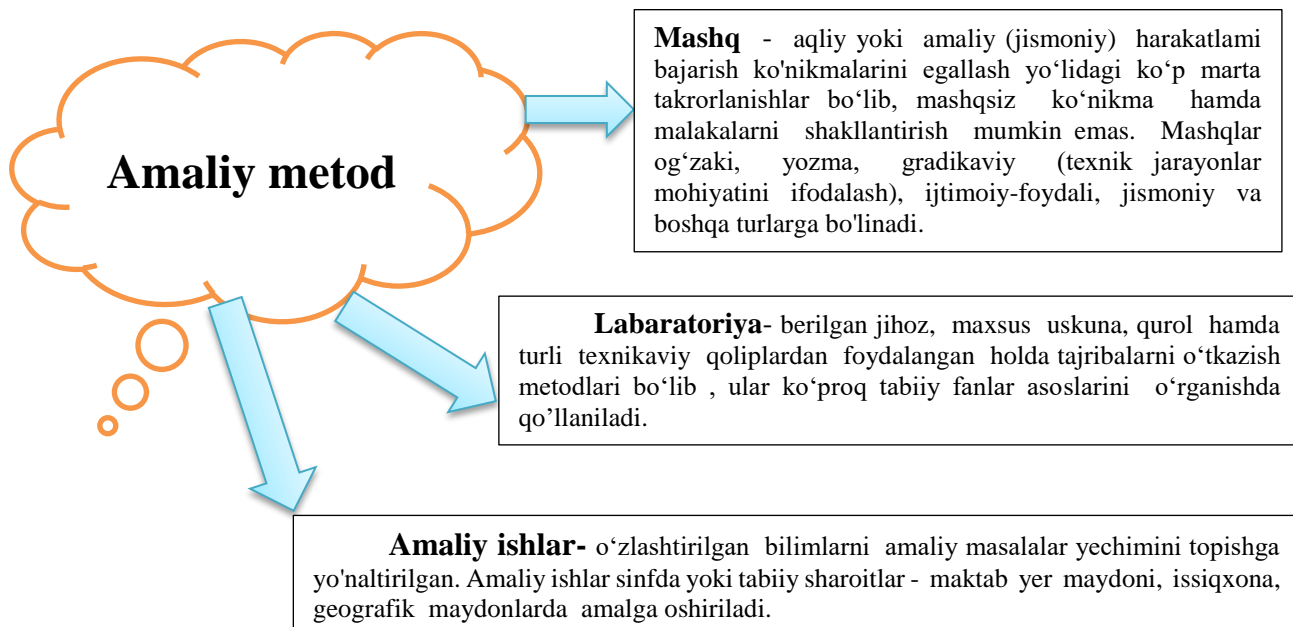 Amaliy metod
Mashq - aqliy yoki amaliy (jismoniy) harakatlami
bajarish ko'nikmalarini egallash yo‘lidagi ko‘p marta
takrorlanishlar bo‘lib, mashqsiz ko‘nikma hamda
malakalarni shakllantirish mumkin emas. Mashqlar
og‘zaki, yozma, gradikaviy (texnik jarayonlar
mohiyatini ifodalash), ijtimoiy-foydali, jismoniy va
boshqa turlarga bo'linadi.
Labaratoriya- berilgan jihoz, maxsus uskuna, qurol hamda
turli texnikaviy qoliplardan foydalangan holda tajribalarni o‘tkazish
metodlari bo‘lib , ular ko‘proq tabiiy fanlar asoslarini o‘rganishda
qo’llaniladi.
Amaliy ishlar- o‘zlashtirilgan bilimlarni amaliy masalalar yechimini topishga
yo'naltirilgan. Amaliy ishlar sinfda yoki tabiiy sharoitlar - maktab yer maydoni, issiqxona,
geografik maydonlarda amalga oshiriladi.